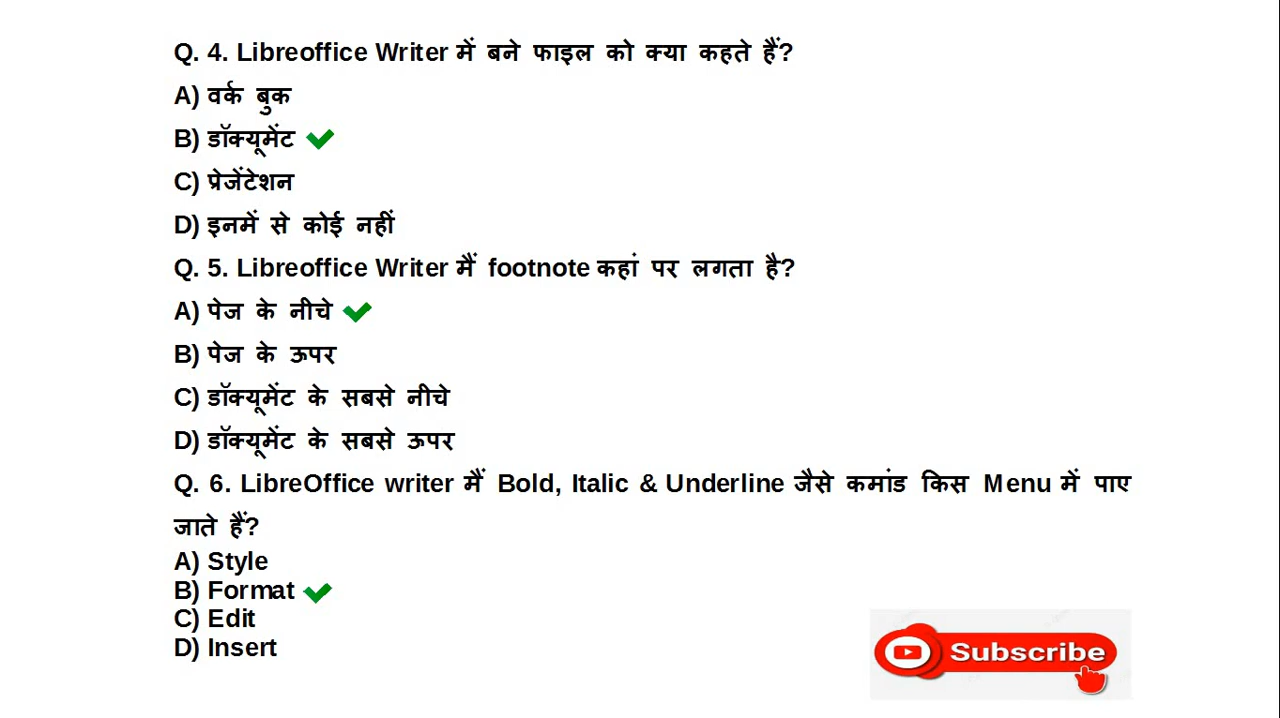 Q. 4. Libreoffice Writer में बने फाइल को क्या कहते हैं?
A) वर्क बुक
B) डॉक्यूमेंट
C) प्रेजेंटेशन
D) इनमें से कोई नहीं
Q. 5. Libreoffice Writer मैं footnote कहां पर लगता है?
A) पेज के नीचे
B) पेज के ऊपर
C) डॉक्यूमेंट के सबसे नीचे
D) डॉक्यूमेंट के सबसे ऊपर
Q. 6. LibreOffice writer मैं Bold, Italic & Underline जैसे कमांड किस Menu में पाए
जाते हैं?
A) Style
B) Format
C) Edit
D) Insert
Subscribe